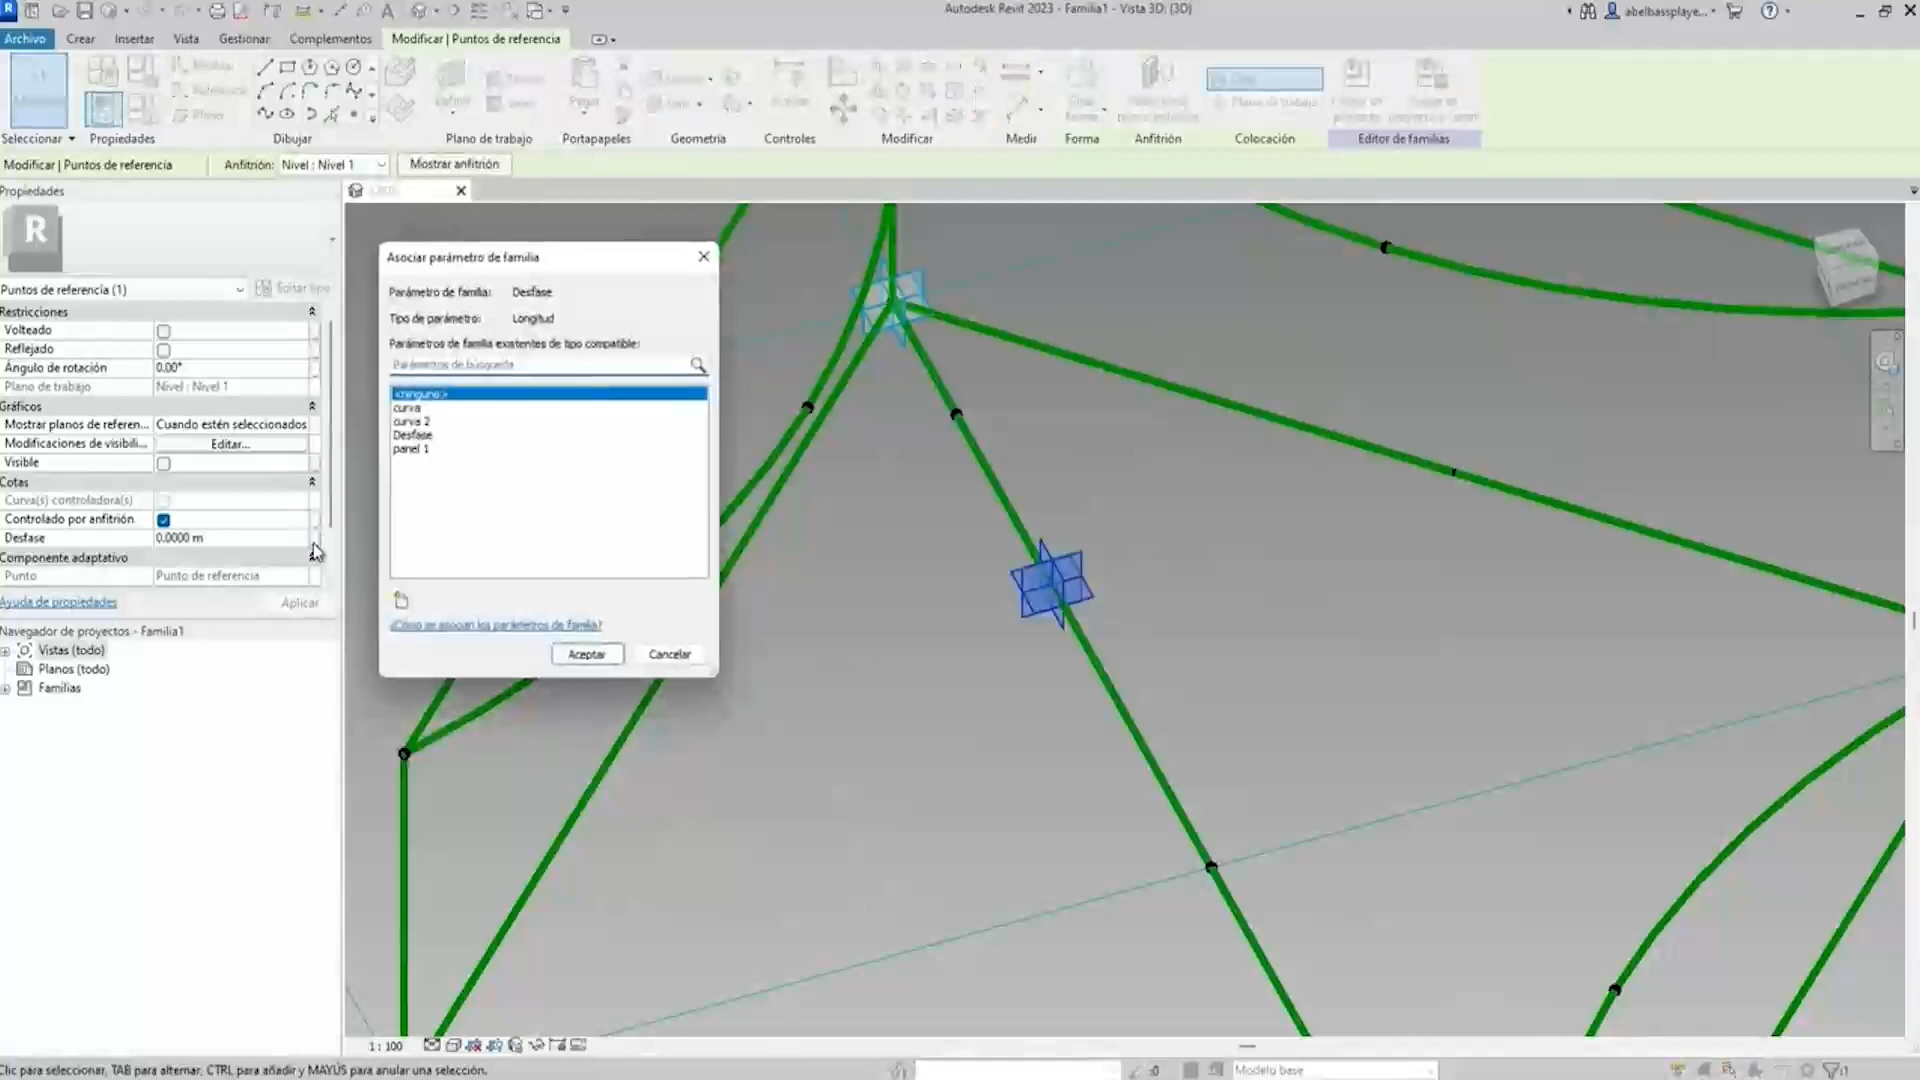 Autodesk Revit 2023 - Familia1 - Vista 3D: {3D}
abelbassplaye...
Archivo Crear Insertar Vista Gestionar Complementos Modificar | Puntos de referencia
Seleccionar Propiedades Dibujar Plano de trabajo Portapapeles Geometría Controles Modificar Medir Forma Anfitrión Colocación Editor de familias
Modificar | Puntos de referencia Anfitrión: Nivel : Nivel 1 Mostrar anfitrión
Propiedades
R
Puntos de referencia (1) Editar tipo
Restricciones
Volteado
Reflejado
Ángulo de rotación 0.00°
Plano de trabajo Nivel : Nivel 1
Gráficos
Mostrar planos de referen... Cuando estén seleccionados
Modificaciones de visibili... Editar...
Visible
Cotas
Curva(s) controladora(s)
Controlado por anfitrión
Desfase 0.0000 m
Componente adaptativo
Punto Punto de referencia
Ayuda de propiedades Aplicar
Navegador de proyectos - Familia1
Vistas (todo)
Planos (todo)
Familias
Asociar parámetro de familia
Parámetro de familia: Desfase
Tipo de parámetro: Longitud
Parámetros de familia existentes de tipo compatible:
Parámetros de búsqueda
<ninguno>
curva
curva 2
Desfase
panel 1
¿Cómo se asocian los parámetros de familia?
Aceptar Cancelar
1 : 100
Clic para seleccionar, TAB para alternar, CTRL para añadir y MAYÚS para anular una selección.
:0 Modelo base :1